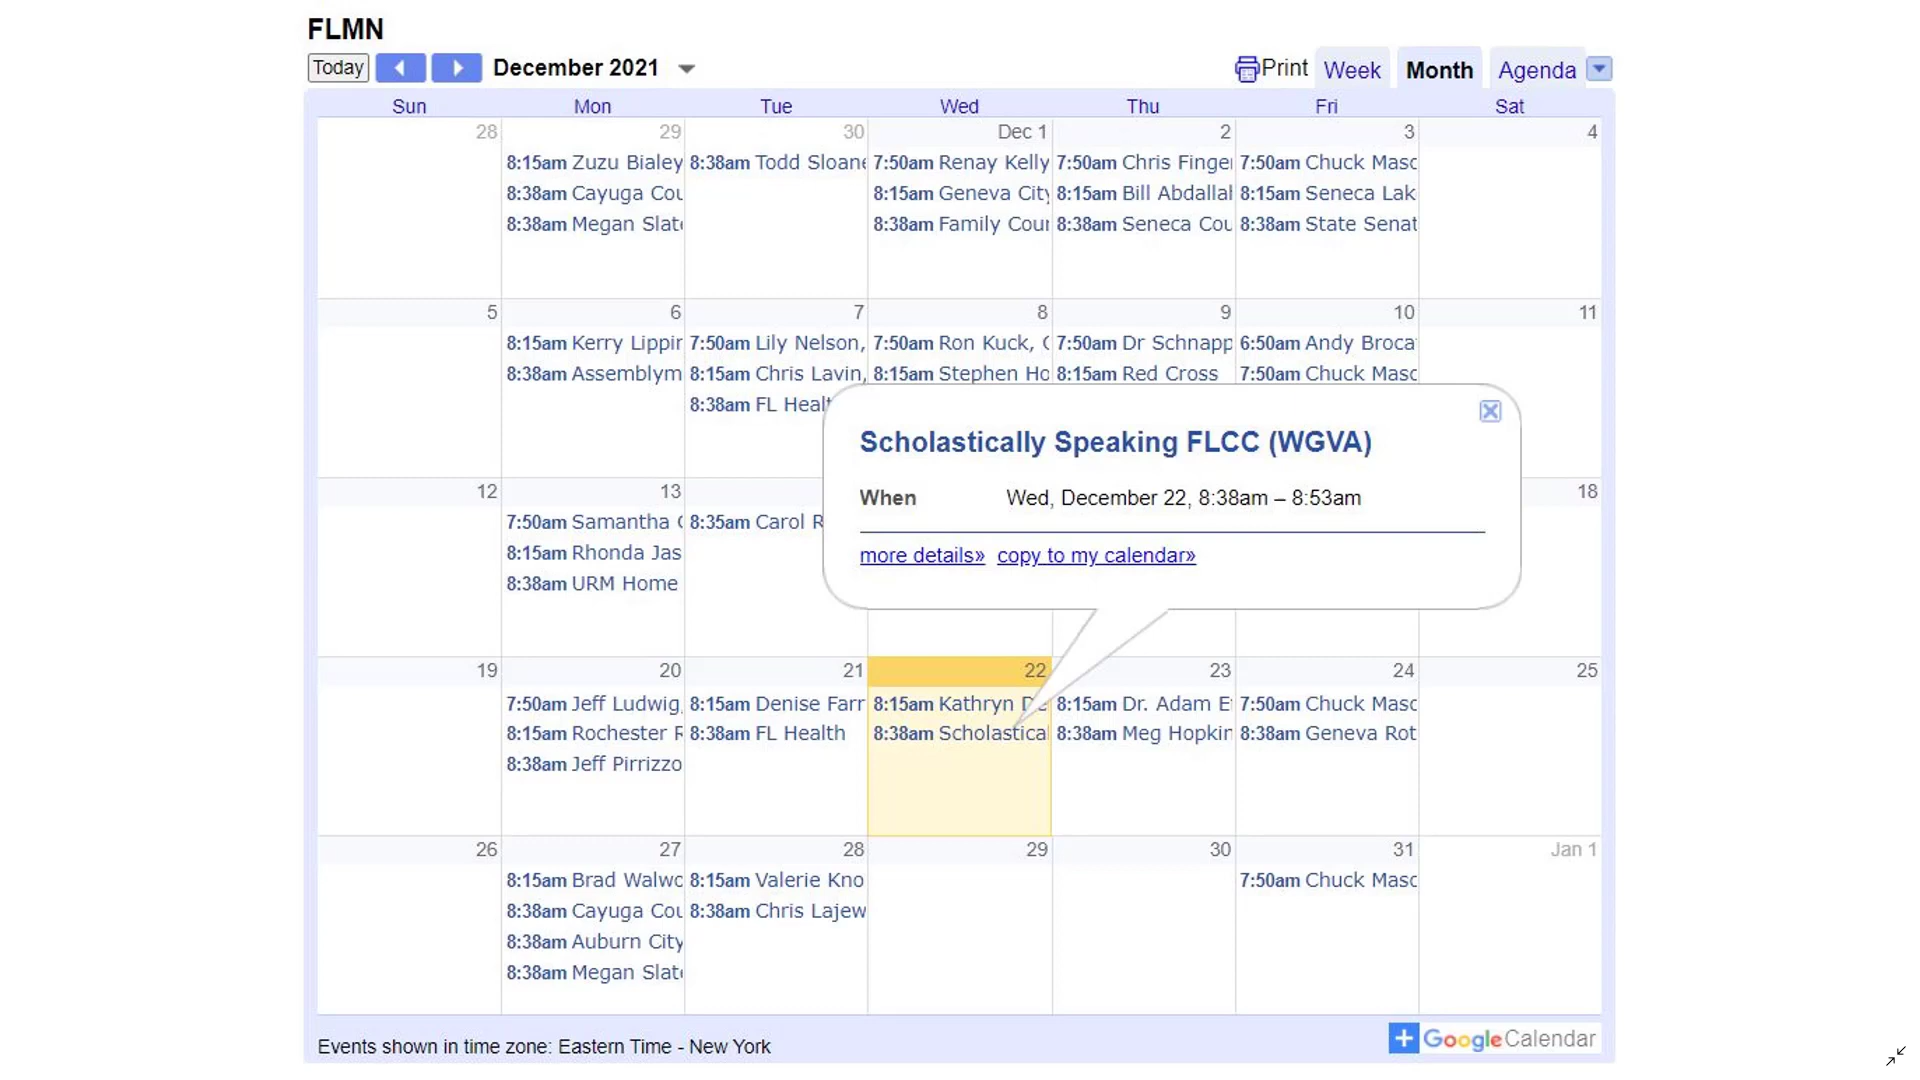 FLMN
Today December 2021 Print Week Month Agenda
Sun Mon Tue Wed Thu Fri Sat
28 29 30 Dec 1 2 3 4
8:15am Zuzu Bialey 8:38am Todd Sloane 7:50am Renay Kelly 7:50am Chris Finger 7:50am Chuck Masc
8:38am Cayuga Cou 8:15am Geneva City 8:15am Bill Abdallah 8:15am Seneca Lak
8:38am Megan Slate 8:38am Family Cour 8:38am Seneca Cou 8:38am State Senat
5 6 7 8 9 10 11
8:15am Kerry Lippin 7:50am Lily Nelson, 7:50am Ron Kuck, 7:50am Dr Schnapp 6:50am Andy Broca
8:38am Assemblym 8:15am Chris Lavin, 8:15am Stephen Ho 8:15am Red Cross 7:50am Chuck Masc
8:38am FL Healt
Scholastically Speaking FLCC (WGVA)
When Wed, December 22, 8:38am – 8:53am
more details» copy to my calendar»
12 13 18
7:50am Samantha 8:35am Carol R
8:15am Rhonda Jas
8:38am URM Home
19 20 21 22 23 24 25
7:50am Jeff Ludwig, 8:15am Denise Farr 8:15am Kathryn De 8:15am Dr. Adam 7:50am Chuck Masc
8:15am Rochester R 8:38am FL Health 8:38am Scholastical 8:38am Meg Hopkin 8:38am Geneva Rot
8:38am Jeff Pirrizzo
26 27 28 29 30 31 Jan 1
8:15am Brad Walwo 8:15am Valerie Kno 7:50am Chuck Masc
8:38am Cayuga Cou 8:38am Chris Lajew
8:38am Auburn City
8:38am Megan Slate
Events shown in time zone: Eastern Time - New York
+ Google Calendar